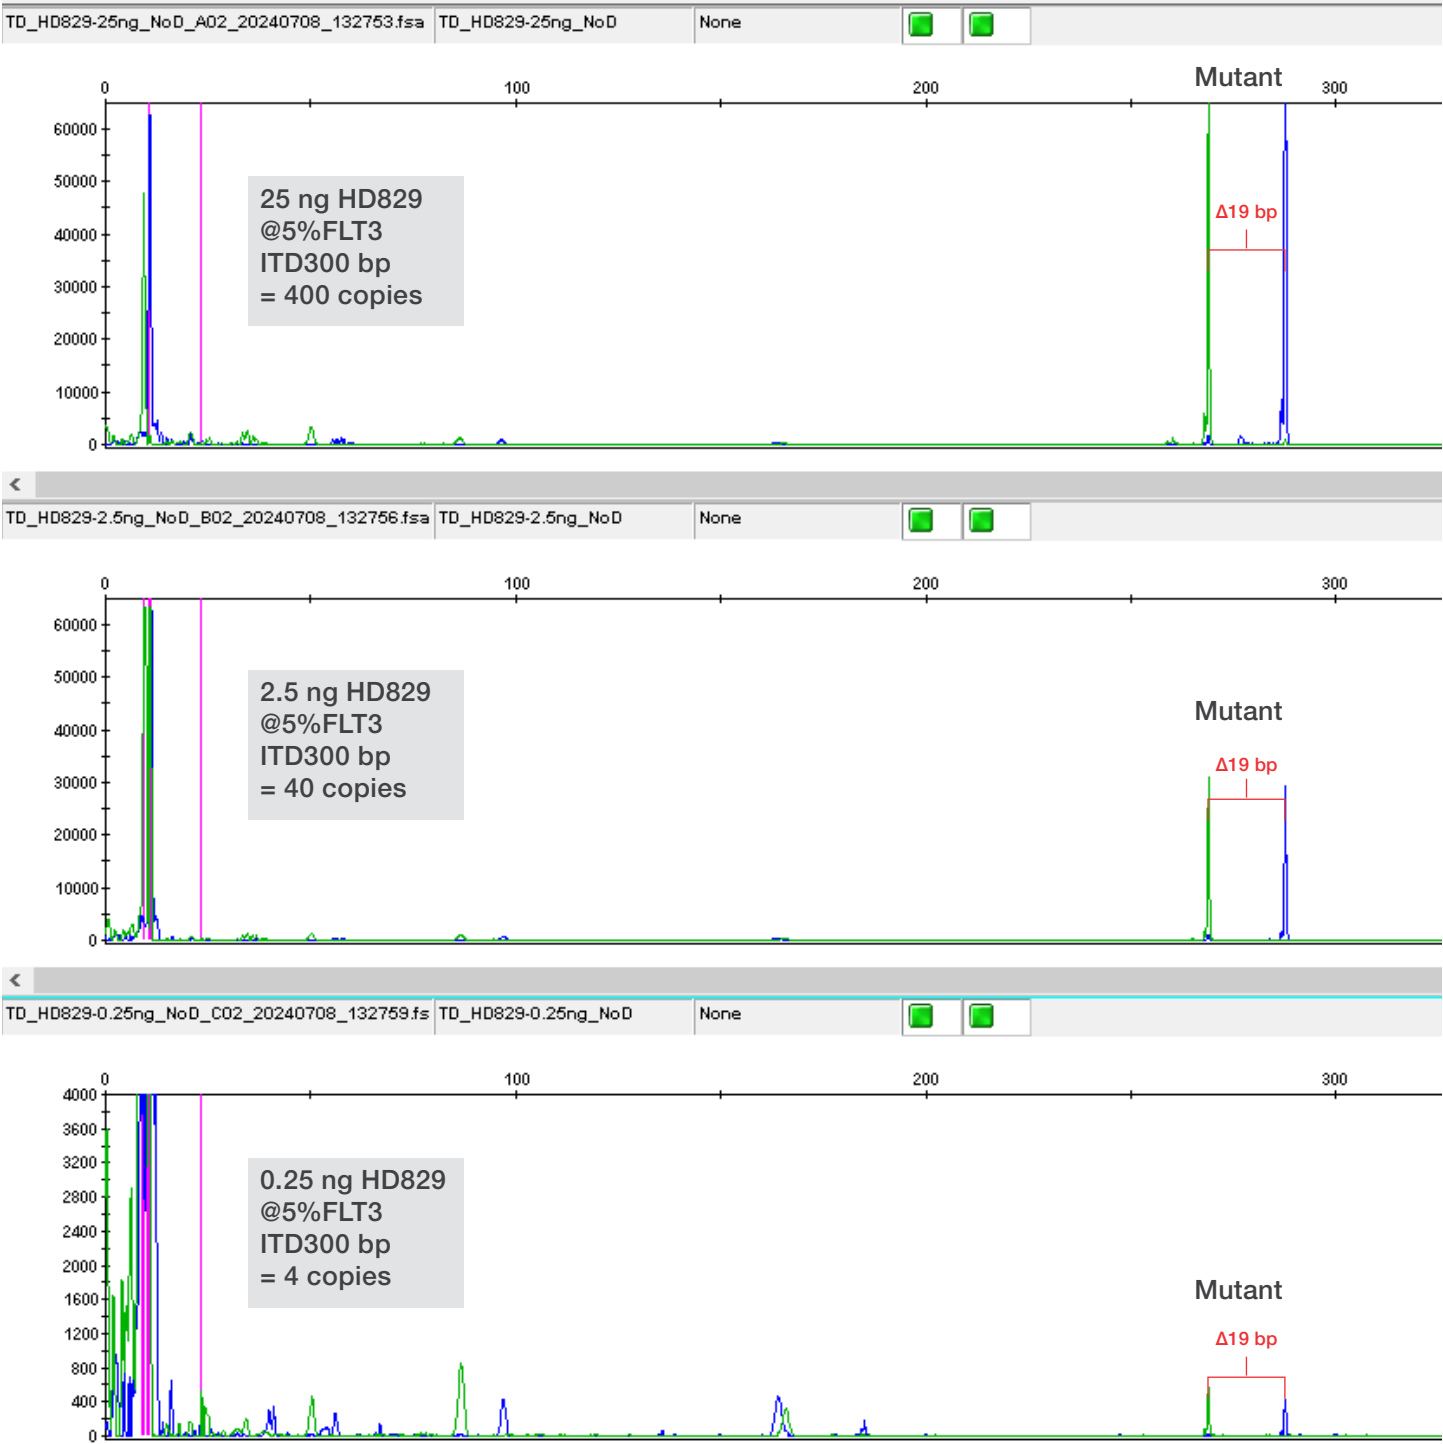 TD_HD829-25ng_NoD_A02_20240708_132753.fsa TD_HD829-25ng_NoD None
Mutant
0 100 200 300
60000
50000
40000
30000
20000
10000
0
25 ng HD829
@5%FLT3
ITD300 bp
= 400 copies
Δ19 bp
<
TD_HD829-2.5ng_NoD_B02_20240708_132756.fsa TD_HD829-2.5ng_NoD None
0 100 200 300
60000
50000
40000
30000
20000
10000
0
2.5 ng HD829
@5%FLT3
ITD300 bp
= 40 copies
Mutant
Δ19 bp
<
TD_HD829-0.25ng_NoD_C02_20240708_132759.fs TD_HD829-0.25ng_NoD None
0 100 200 300
4000
3600
3200
2800
2400
2000
1600
1200
800
400
0
0.25 ng HD829
@5%FLT3
ITD300 bp
= 4 copies
Mutant
Δ19 bp